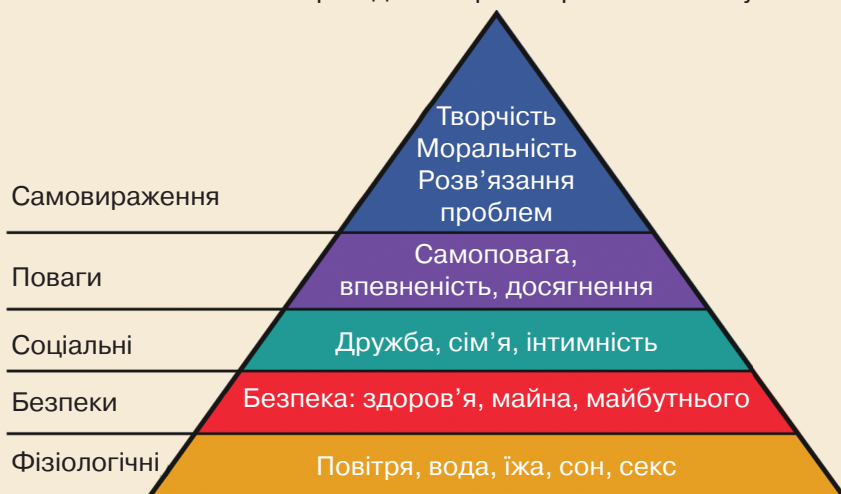 Творчість
Моральність
Розв’язання
проблем
Самовираження
Самоповага,
впевненість, досягнення
Поваги
Дружба, сім’я, інтимність
Соціальні
Безпека: здоров’я, майна, майбутнього
Безпеки
Повітря, вода, їжа, сон, секс
Фізіологічні